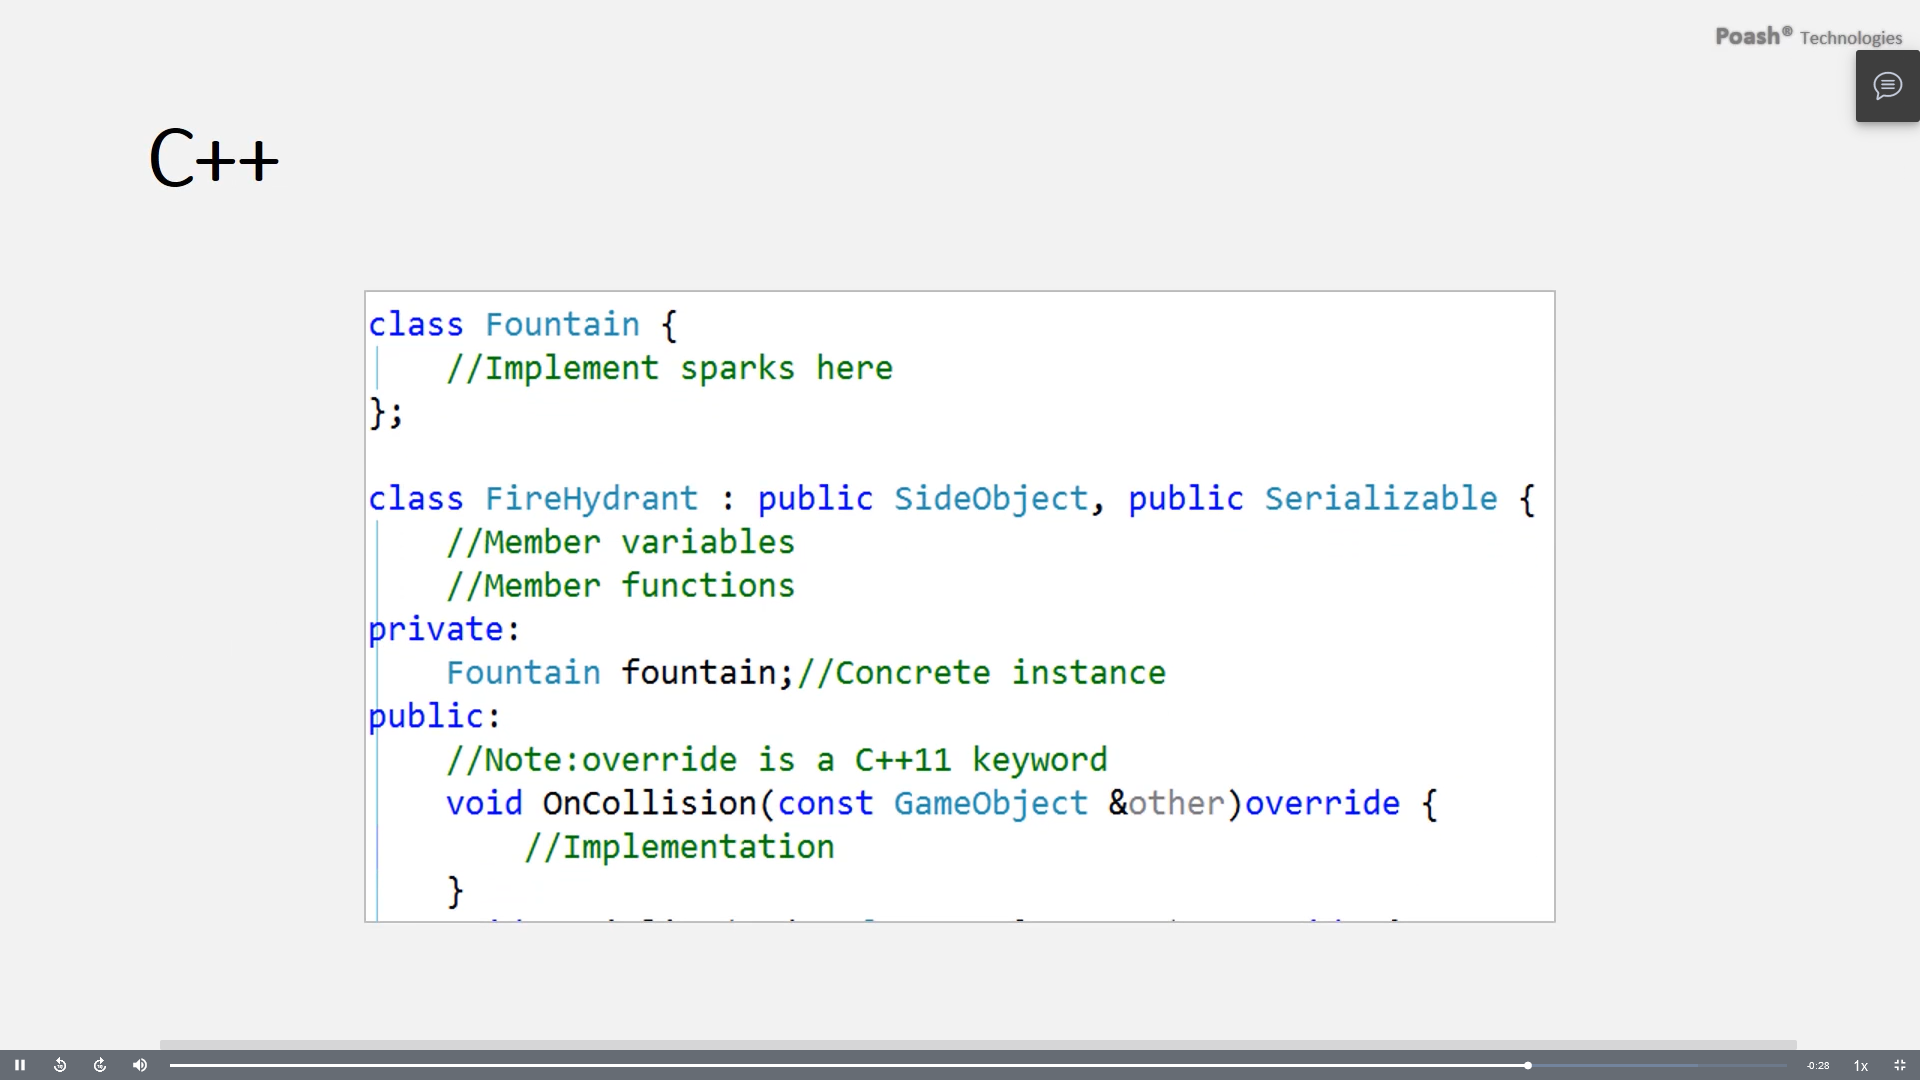 Poash® Technologies
C++
class Fountain {
//Implement sparks here
};
class FireHydrant : public SideObject, public Serializable {
//Member variables
//Member functions
private:
Fountain fountain;//Concrete instance
public:
//Note:override is a C++11 keyword
void OnCollision(const GameObject &other)override {
//Implementation
}
-0:28
1x